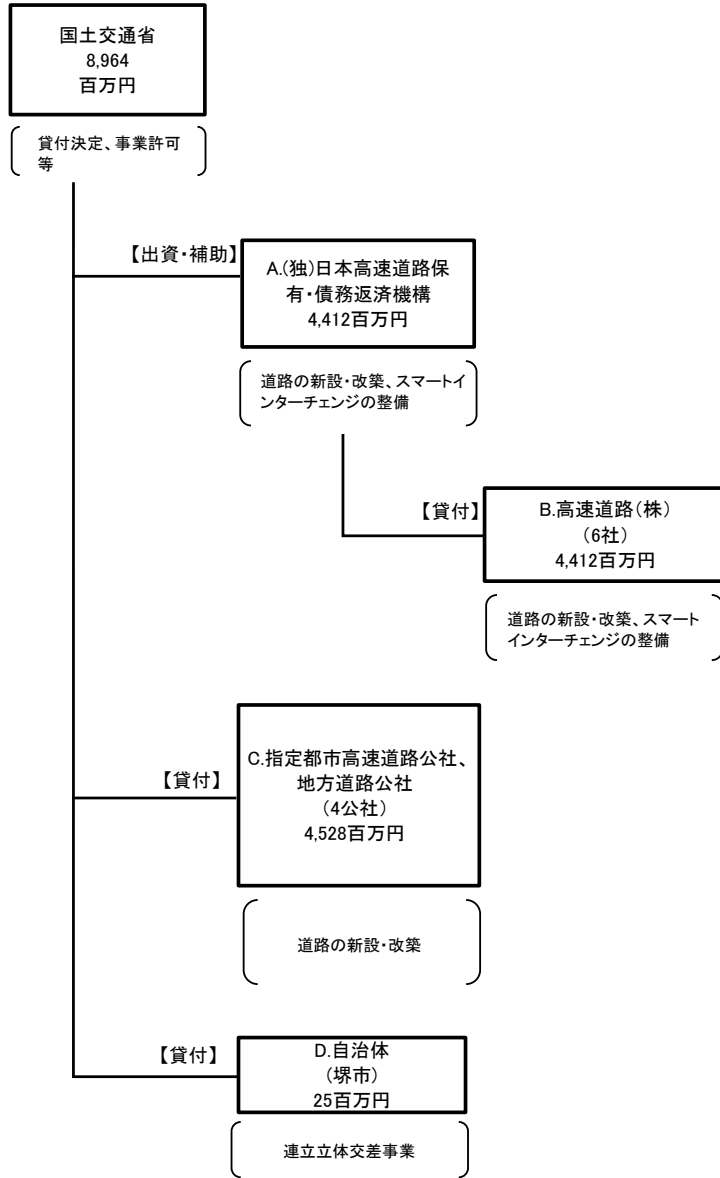 国土交通省
8,964
百万円
貸付決定、事業許可
等
【出資・補助】
A.(独)日本高速道路保
有・債務返済機構
4,412百万円
道路の新設・改築、スマートイ
ンターチェンジの整備
【貸付】
B.高速道路(株)
(6社)
4,412百万円
道路の新設・改築、スマート
インターチェンジの整備
【貸付】
C.指定都市高速道路公社、
地方道路公社
(4公社)
4,528百万円
道路の新設・改築
【貸付】
D.自治体
(堺市)
25百万円
連立立体交差事業